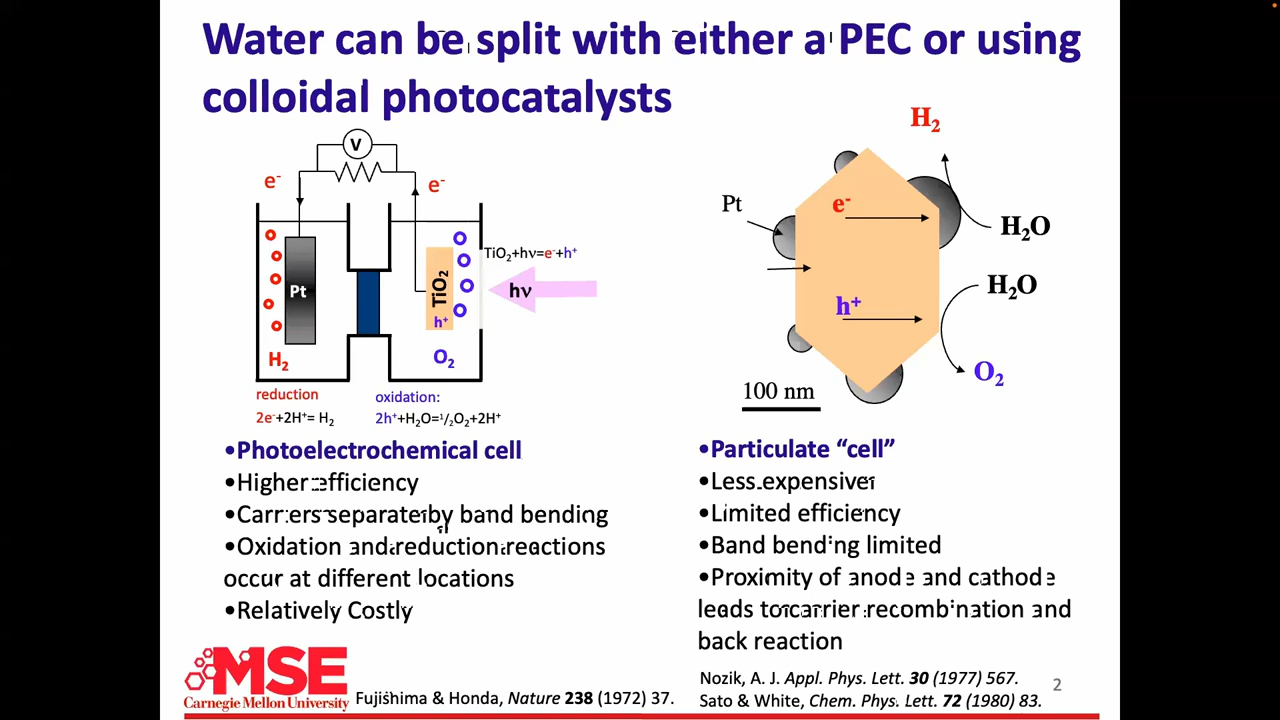 Water can be split with either a PEC or using
colloidal photocatalysts
V
e⁻
e⁻
Pt
TiO₂
h⁺
TiO₂+hν=e⁻+h⁺
hν
H₂
O₂
reduction
2e⁻+2H⁺= H₂
oxidation:
2h⁺+H₂O=¹/₂O₂+2H⁺
H₂
Pt
e⁻
H₂O
H₂O
h⁺
O₂
100 nm
•Photoelectrochemical cell
•Higher efficiency
•Carriers separate by band bending
•Oxidation and reduction reactions
occur at different locations
•Relatively Costly
•Particulate “cell”
•Less expensive
•Limited efficiency
•Band bending limited
•Proximity of anode and cathode
leads to carrier recombination and
back reaction
MSE
Carnegie Mellon University
Fujishima & Honda, Nature 238 (1972) 37.
Nozik, A. J. Appl. Phys. Lett. 30 (1977) 567.
Sato & White, Chem. Phys. Lett. 72 (1980) 83.
2